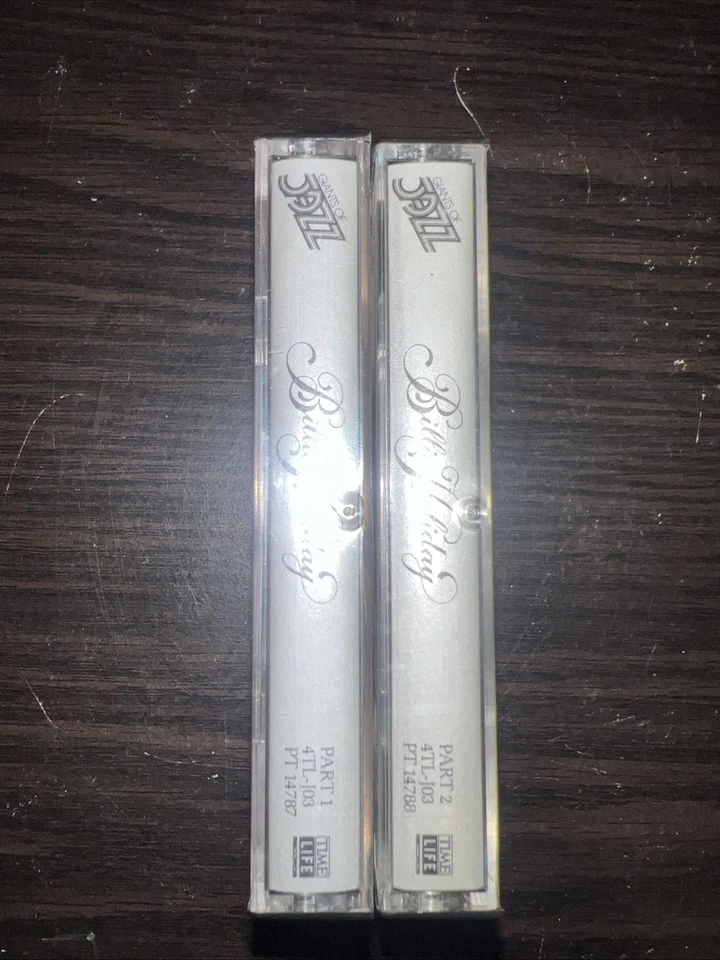 GIANTS OF
JAZZ
Billie Holiday
PART 1
4TL-J03
PT 14787
TIME
LIFE
GIANTS OF
JAZZ
Billie Holiday
PART 2
4TL-J03
PT 14788
TIME
LIFE